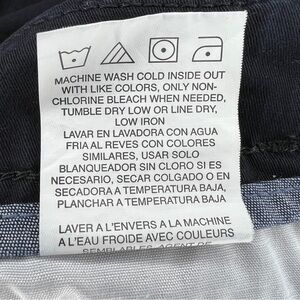 MACHINE WASH COLD INSIDE OUT
WITH LIKE COLORS, ONLY NON-
CHLORINE BLEACH WHEN NEEDED,
TUMBLE DRY LOW OR LINE DRY,
LOW IRON
LAVAR EN LAVADORA CON AGUA
FRIA AL REVES CON COLORES
SIMILARES, USAR SOLO
BLANQUEADOR SIN CLORO SI ES
NECESARIO, SECAR COLGADO O EN
SECADORA A TEMPERATURA BAJA,
PLANCHAR A TEMPERATURA BAJA
LAVER A L'ENVERS A LA MACHINE
A L'EAU FROIDE AVEC COULEURS
SEMBLABLES, AGENT DE